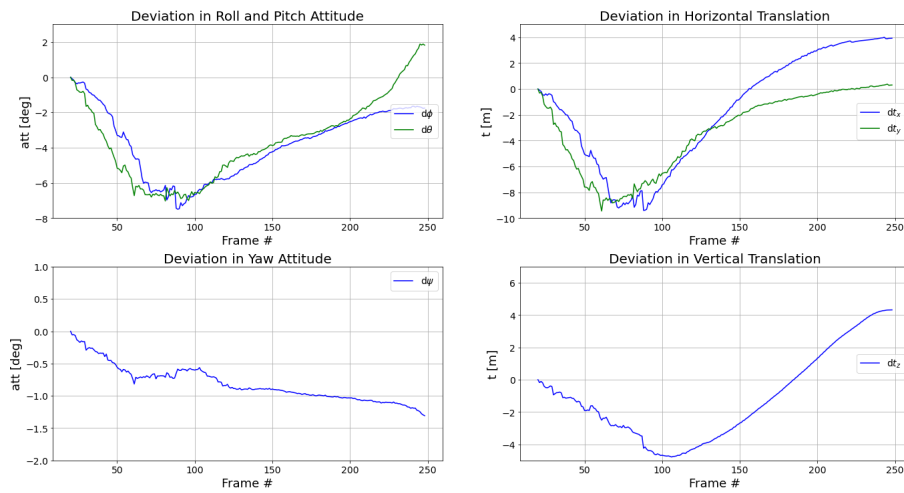 Deviation in Roll and Pitch Attitude
att [deg]
2
0
−2
−4
−6
−8
dϕ
dθ
50
100
150
200
250
Frame #
Deviation in Horizontal Translation
t [m]
4
2
0
−2
−4
−6
−8
−10
dtₓ
dt_y
50
100
150
200
250
Frame #
Deviation in Yaw Attitude
att [deg]
1.0
0.5
0.0
−0.5
−1.0
−1.5
−2.0
dψ
50
100
150
200
250
Frame #
Deviation in Vertical Translation
t [m]
6
4
2
0
−2
−4
dt_z
50
100
150
200
250
Frame #